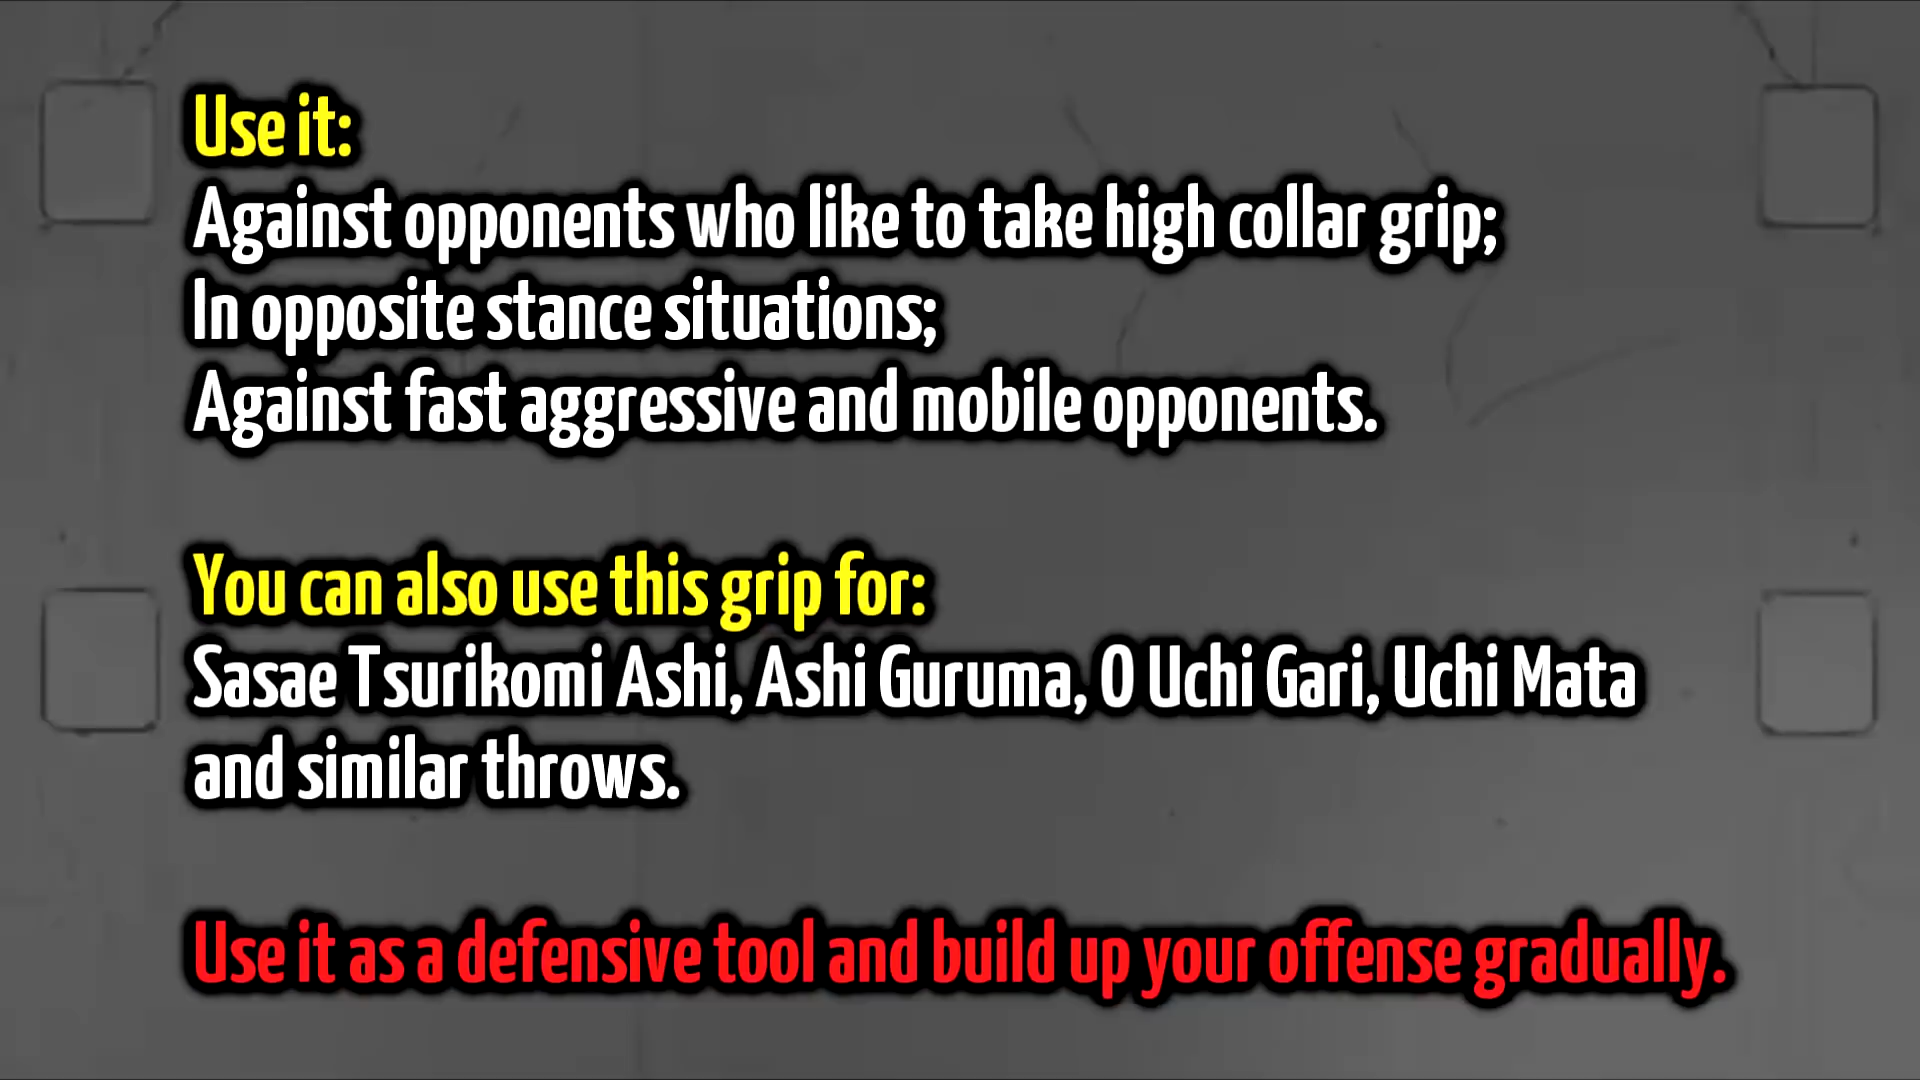 Use it:
Against opponents who like to take high collar grip;
In opposite stance situations;
Against fast aggressive and mobile opponents.
You can also use this grip for:
Sasae Tsurikomi Ashi, Ashi Guruma, O Uchi Gari, Uchi Mata
and similar throws.
Use it as a defensive tool and build up your offense gradually.